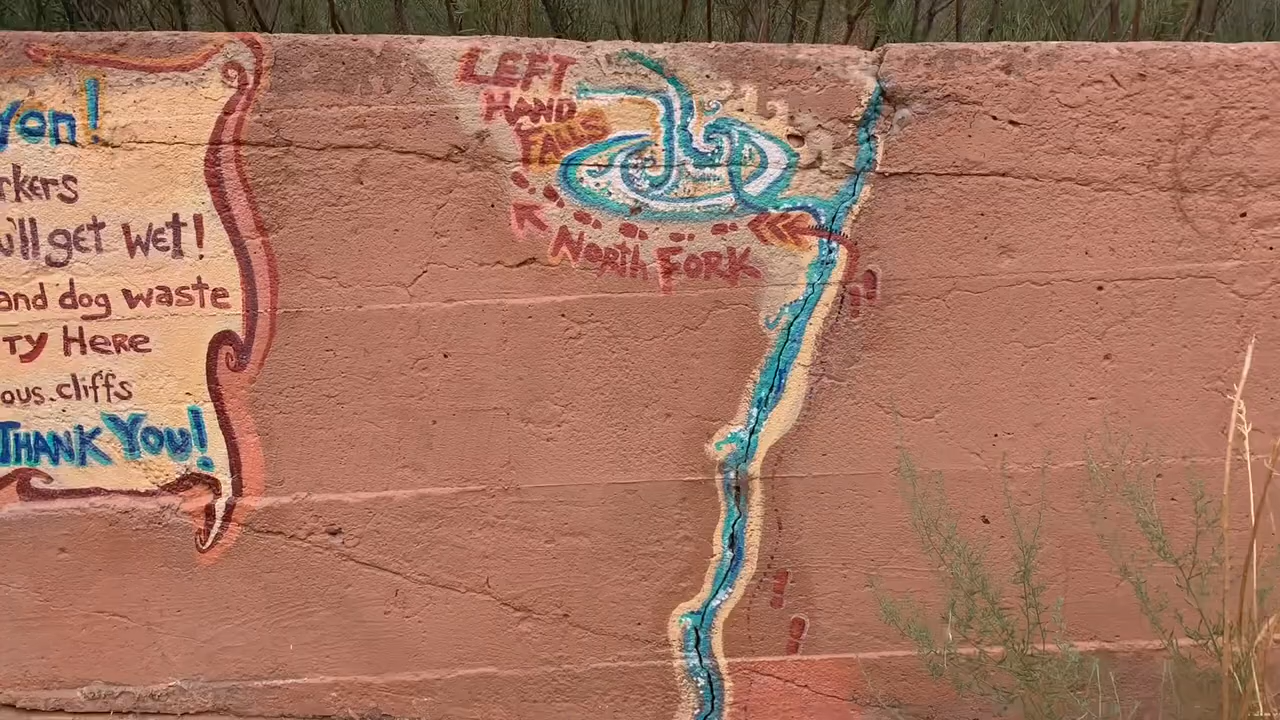 yon!
rkers
u'll get wet!
and dog waste
ty Here
ous cliffs
THANK You!
LEFT
HAND
FALLS
NORTH FORK